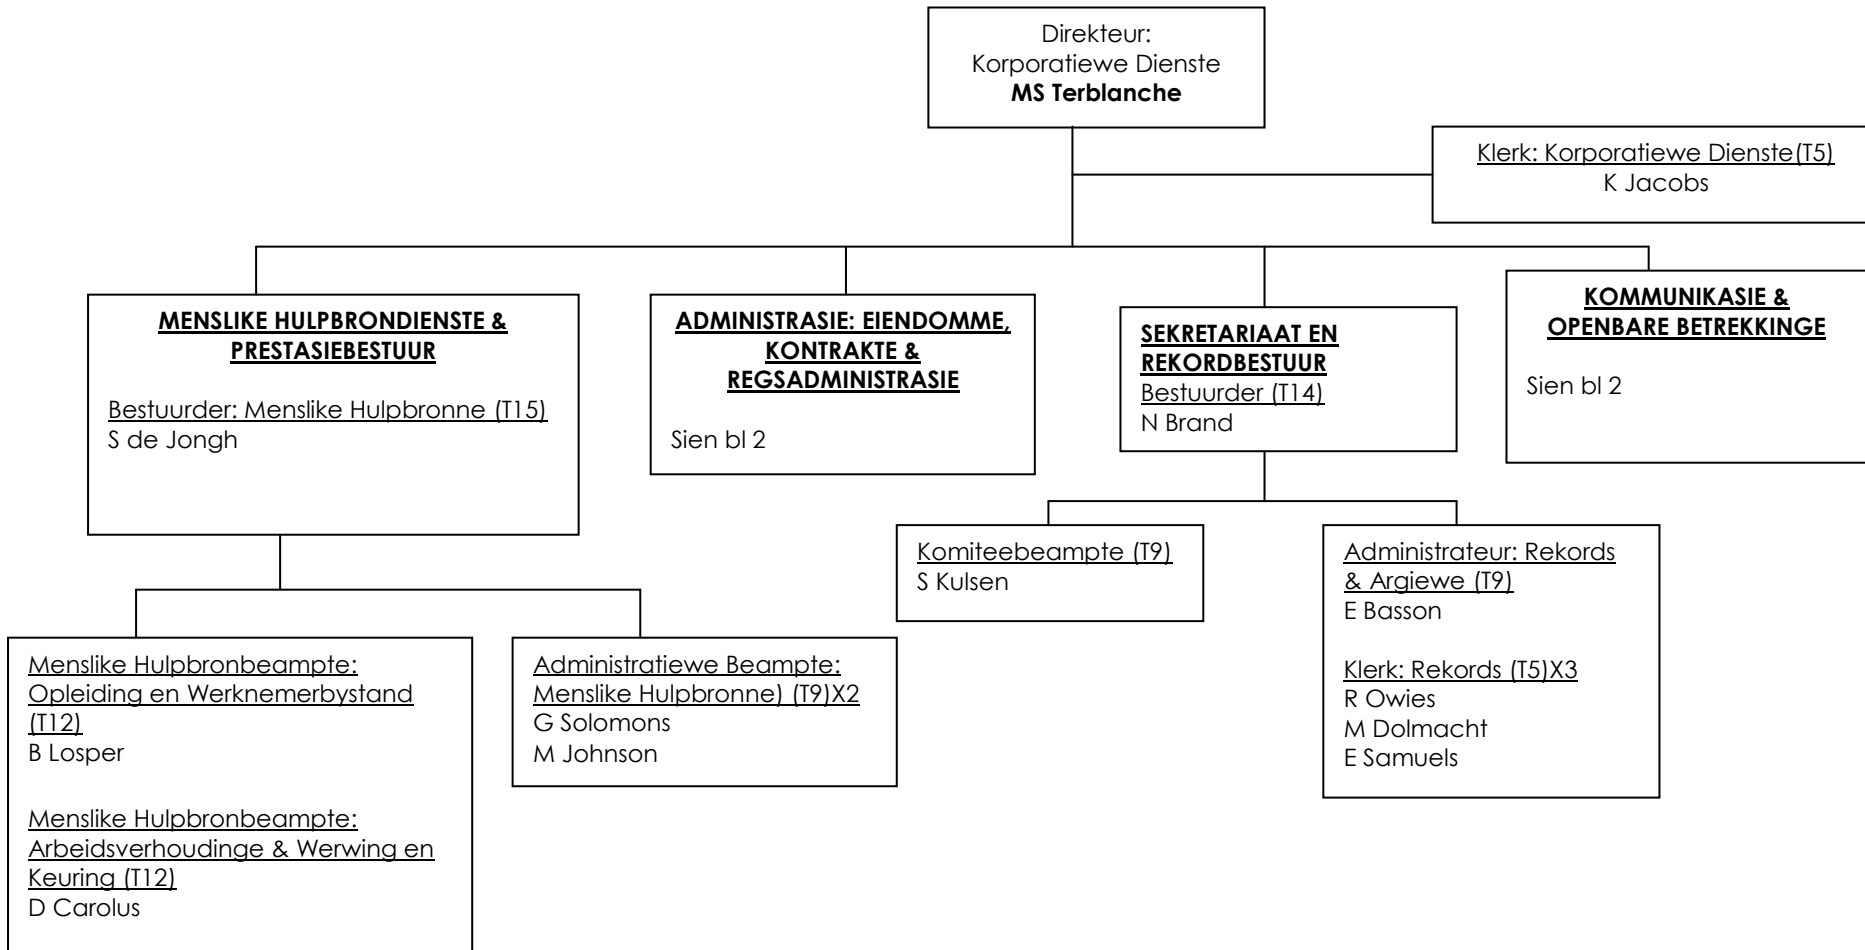 Direkteur:
Korporatiewe Dienste
MS Terblanche
Klerk: Korporatiewe Dienste(T5)
K Jacobs
MENSLIKE HULPBRONDIENSTE &
PRESTASIEBESTUUR
Bestuurder: Menslike Hulpbronne (T15)
S de Jongh
ADMINISTRASIE: EIENDOMME,
KONTRAKTE &
REGSADMINISTRASIE
Sien bl 2
SEKRETARIAAT EN
REKORDBESTUUR
Bestuurder (T14)
N Brand
KOMMUNIKASIE &
OPENBARE BETREKKINGE
Sien bl 2
Menslike Hulpbronbeampte:
Opleiding en Werknemerbystand
(T12)
B Losper
Menslike Hulpbronbeampte:
Arbeidsverhoudinge & Werwing en
Keuring (T12)
D Carolus
Administratiewe Beampte:
Menslike Hulpbronne) (T9)X2
G Solomons
M Johnson
Komiteebeampte (T9)
S Kulsen
Administrateur: Rekords
& Argiewe (T9)
E Basson
Klerk: Rekords (T5)X3
R Owies
M Dolmacht
E Samuels